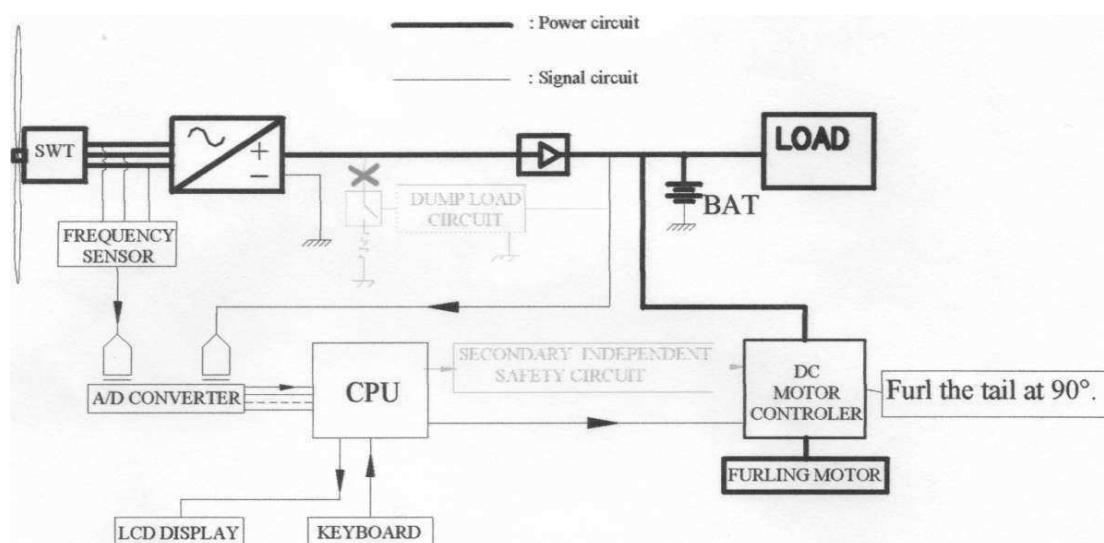 : Power circuit
: Signal circuit
SWT
+
−
LOAD
DUMP LOAD
CIRCUIT
BAT
FREQUENCY
SENSOR
SECONDARY INDEPENDENT
SAFETY CIRCUIT
CPU
DC
MOTOR
CONTROLER
Furl the tail at 90°.
A/D CONVERTER
FURLING MOTOR
LCD DISPLAY
KEYBOARD